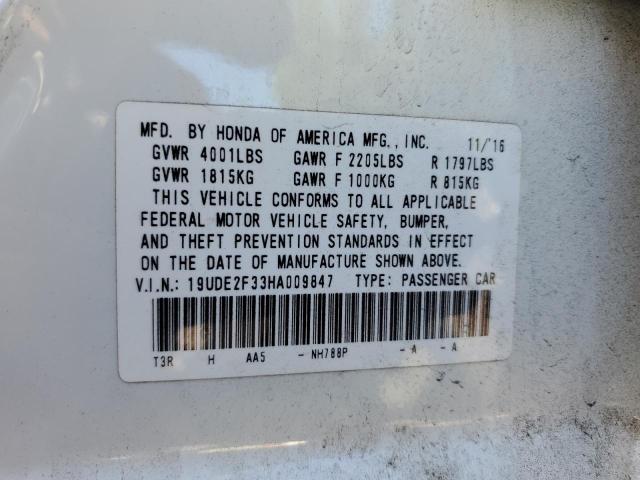 MFD. BY HONDA OF AMERICA MFG., INC. 11/'16
GVWR 4001LBS GAWR F 2205LBS R 1797LBS
GVWR 1815KG GAWR F 1000KG R 815KG
THIS VEHICLE CONFORMS TO ALL APPLICABLE
FEDERAL MOTOR VEHICLE SAFETY, BUMPER,
AND THEFT PREVENTION STANDARDS IN EFFECT
ON THE DATE OF MANUFACTURE SHOWN ABOVE.
V.I.N.: 19UDE2F33HA009847 TYPE: PASSENGER CAR
T3R H AA5 - NH788P - A - A